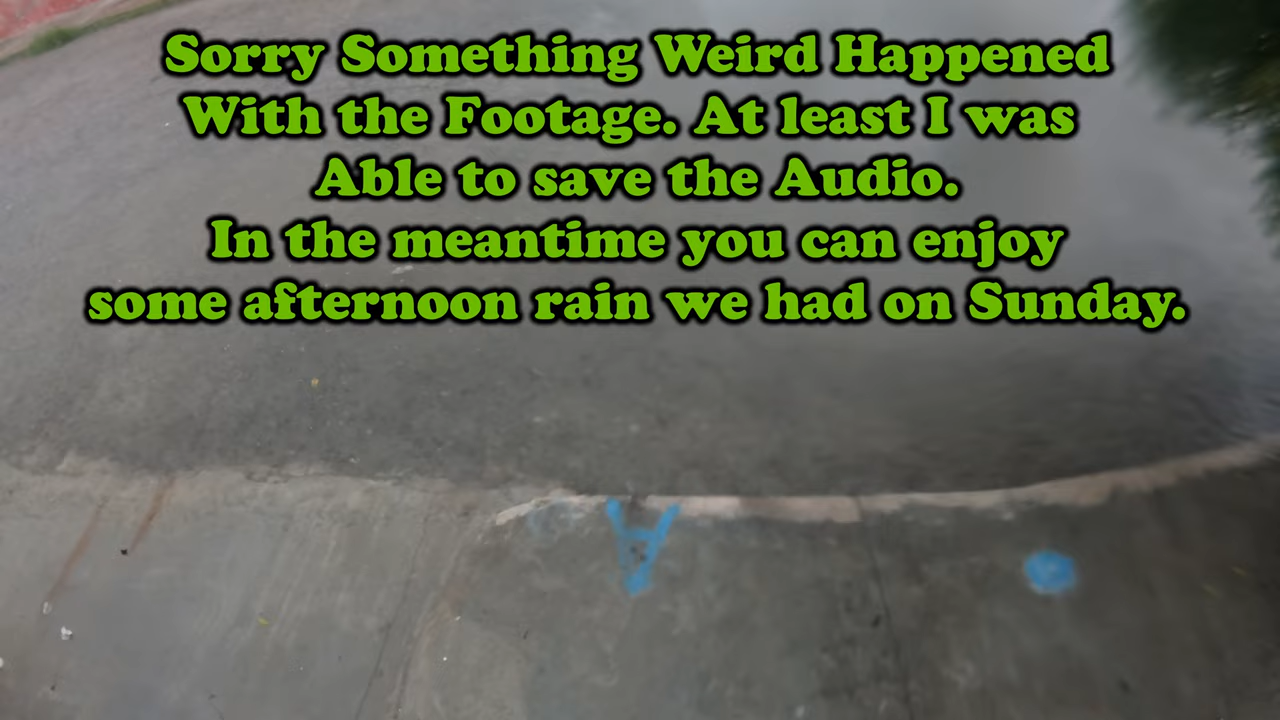 Sorry Something Weird Happened
With the Footage. At least I was
Able to save the Audio.
In the meantime you can enjoy
some afternoon rain we had on Sunday.
A